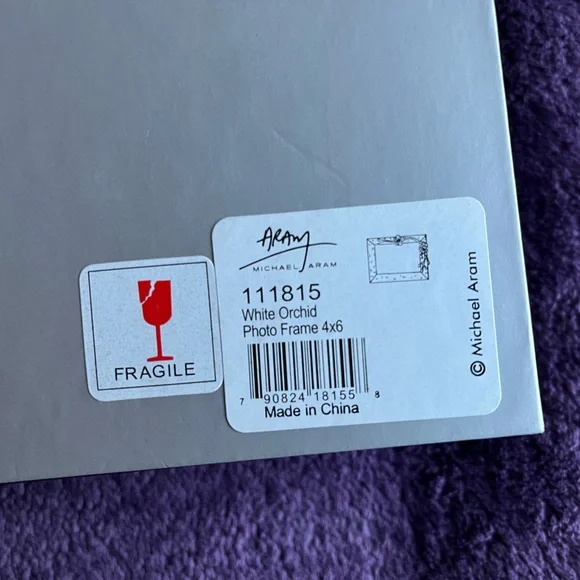 ARAM
MICHAEL ARAM
111815
White Orchid
Photo Frame 4x6
7 90824 18155 8
Made in China
© Michael Aram
FRAGILE